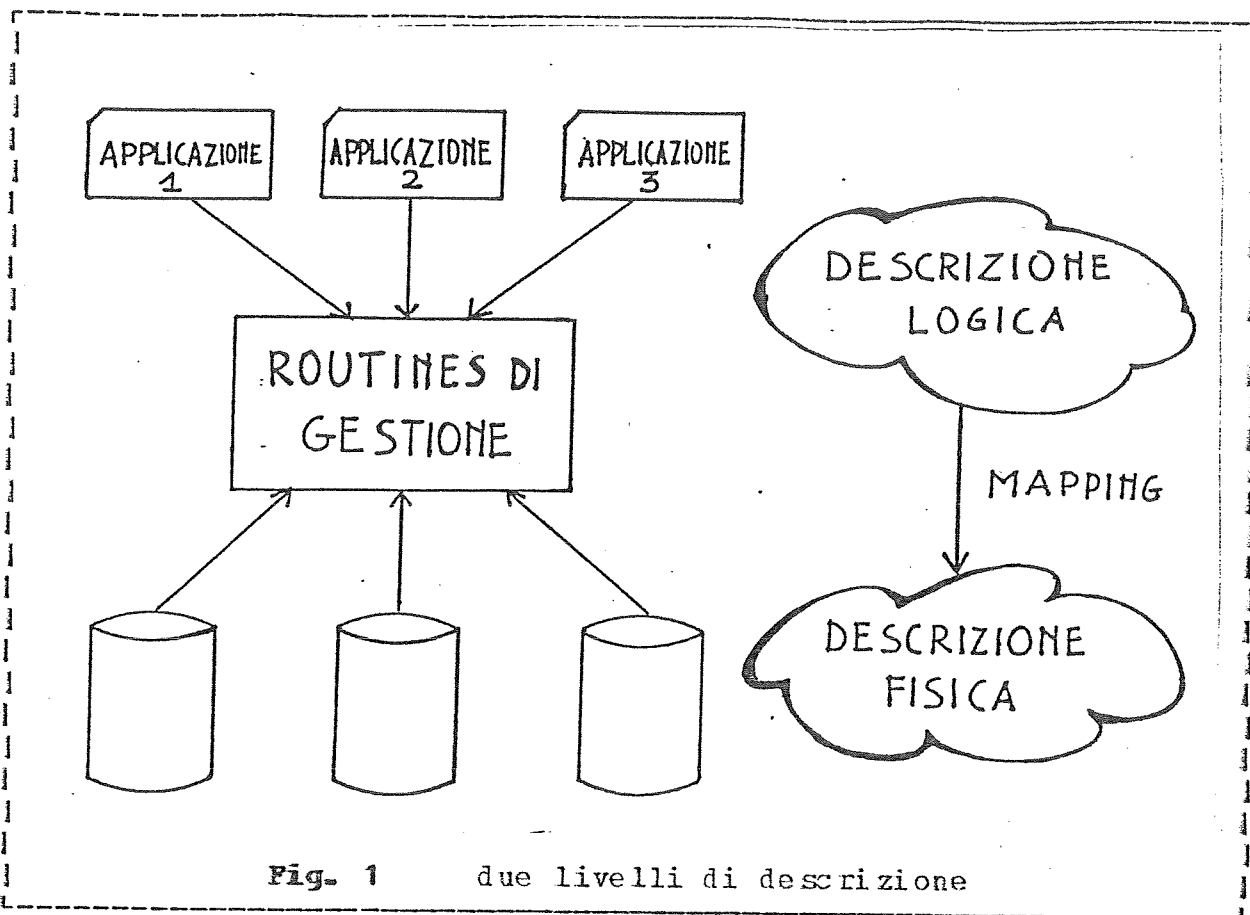 APPLICAZIONE
1
APPLICAZIONE
2
APPLICAZIONE
3
ROUTINES DI
GESTIONE
DESCRIZIONE
LOGICA
MAPPING
DESCRIZIONE
FISICA
Fig. 1 due livelli di descrizione